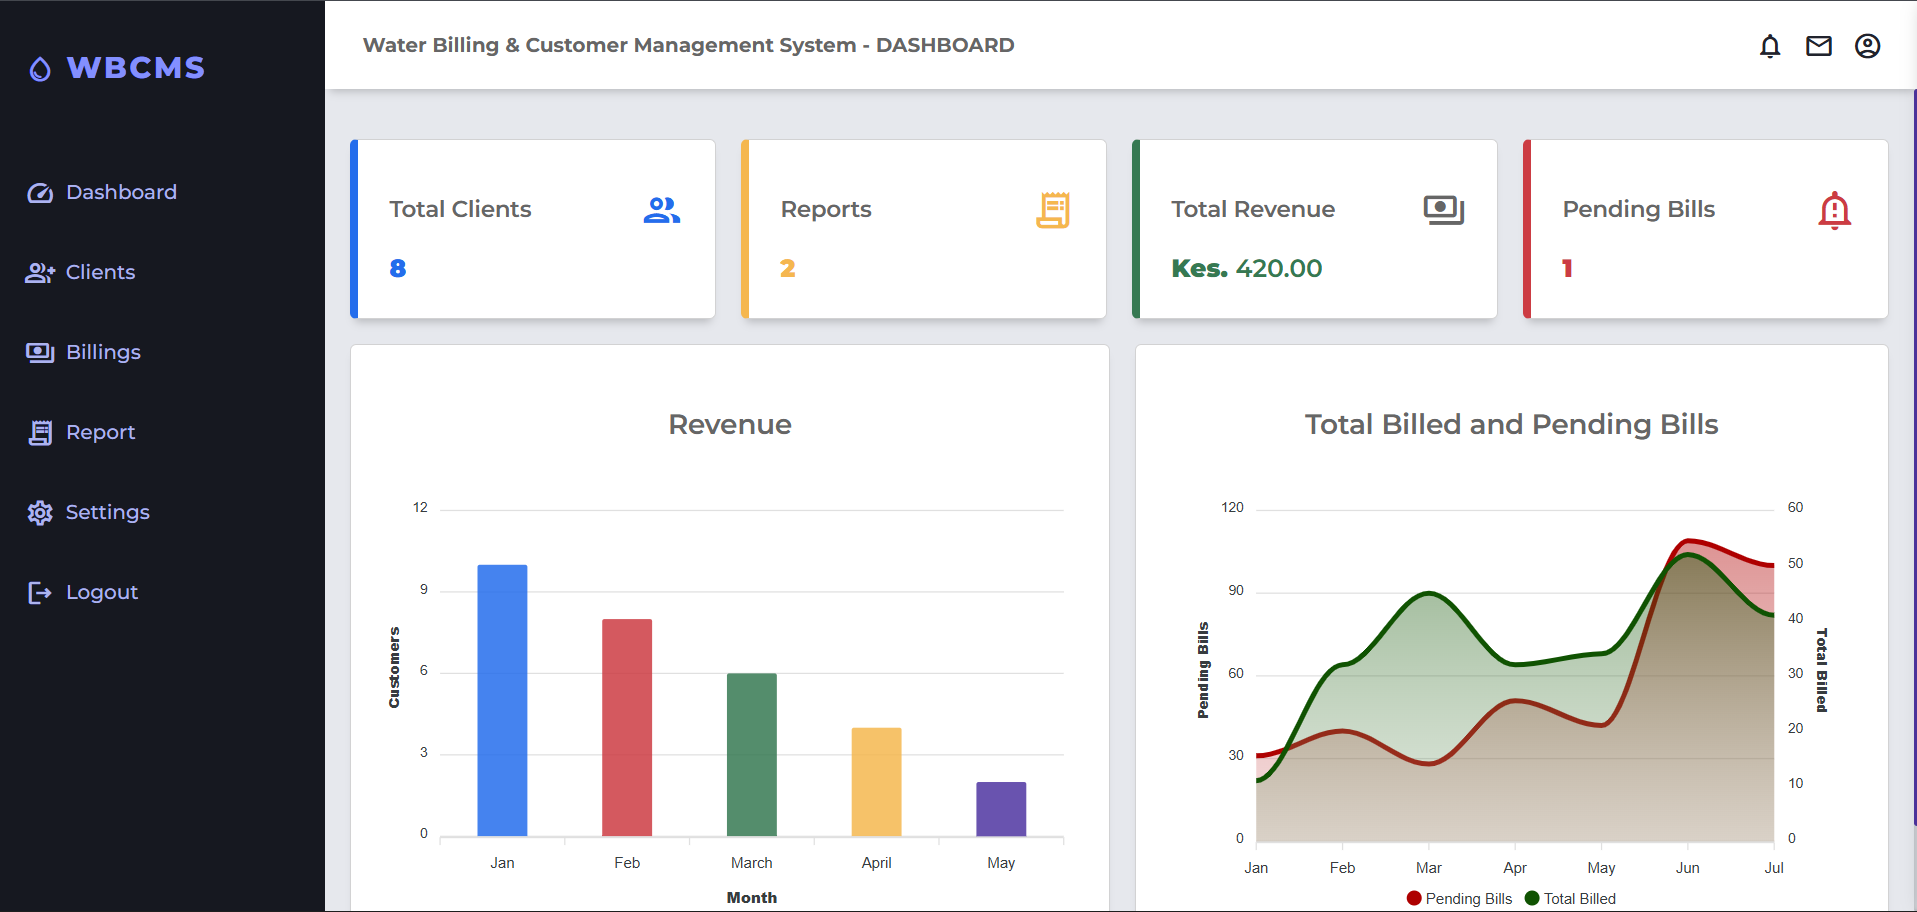 WBCMS
Dashboard
Clients
Billings
Report
Settings
Logout
Water Billing & Customer Management System - DASHBOARD
Total Clients
8
Reports
2
Total Revenue
Kes. 420.00
Pending Bills
1
Revenue
12
9
6
3
0
Customers
Jan Feb March April May
Month
Total Billed and Pending Bills
120
90
60
30
0
Pending Bills
60
50
40
30
20
10
0
Total Billed
Jan Feb Mar Apr May Jun Jul
Pending Bills Total Billed